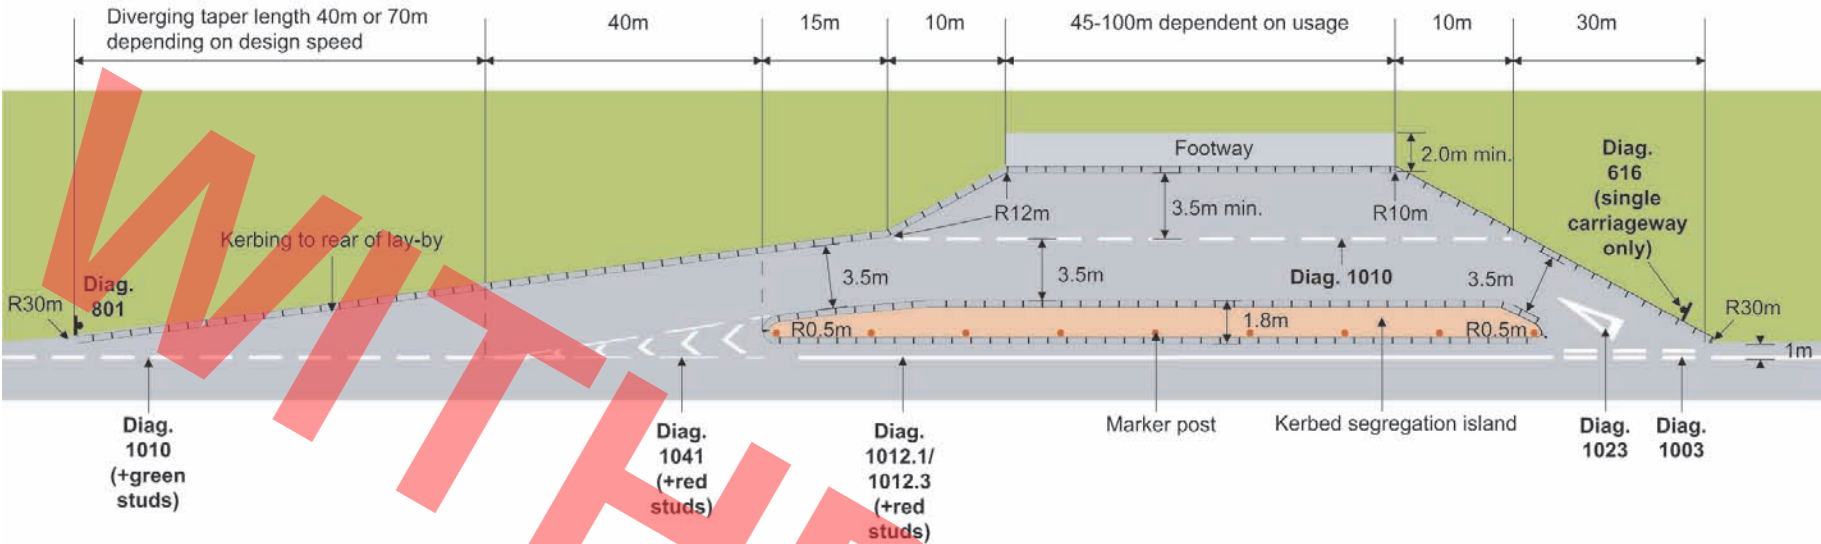 Diverging taper length 40m or 70m
depending on design speed
40m
15m
10m
45-100m dependent on usage
10m
30m
Footway
2.0m min.
Diag.
616
(single
carriageway
only)
R12m
3.5m min.
R10m
Kerbing to rear of lay-by
3.5m
3.5m
Diag. 1010
3.5m
Diag.
801
R30m
R0.5m
1.8m
R0.5m
R30m
1m
Diag.
1010
(+green
studs)
Diag.
1041
(+red
studs)
Diag.
1012.1/
1012.3
(+red
studs)
Marker post
Kerbed segregation island
Diag.
1023
Diag.
1003